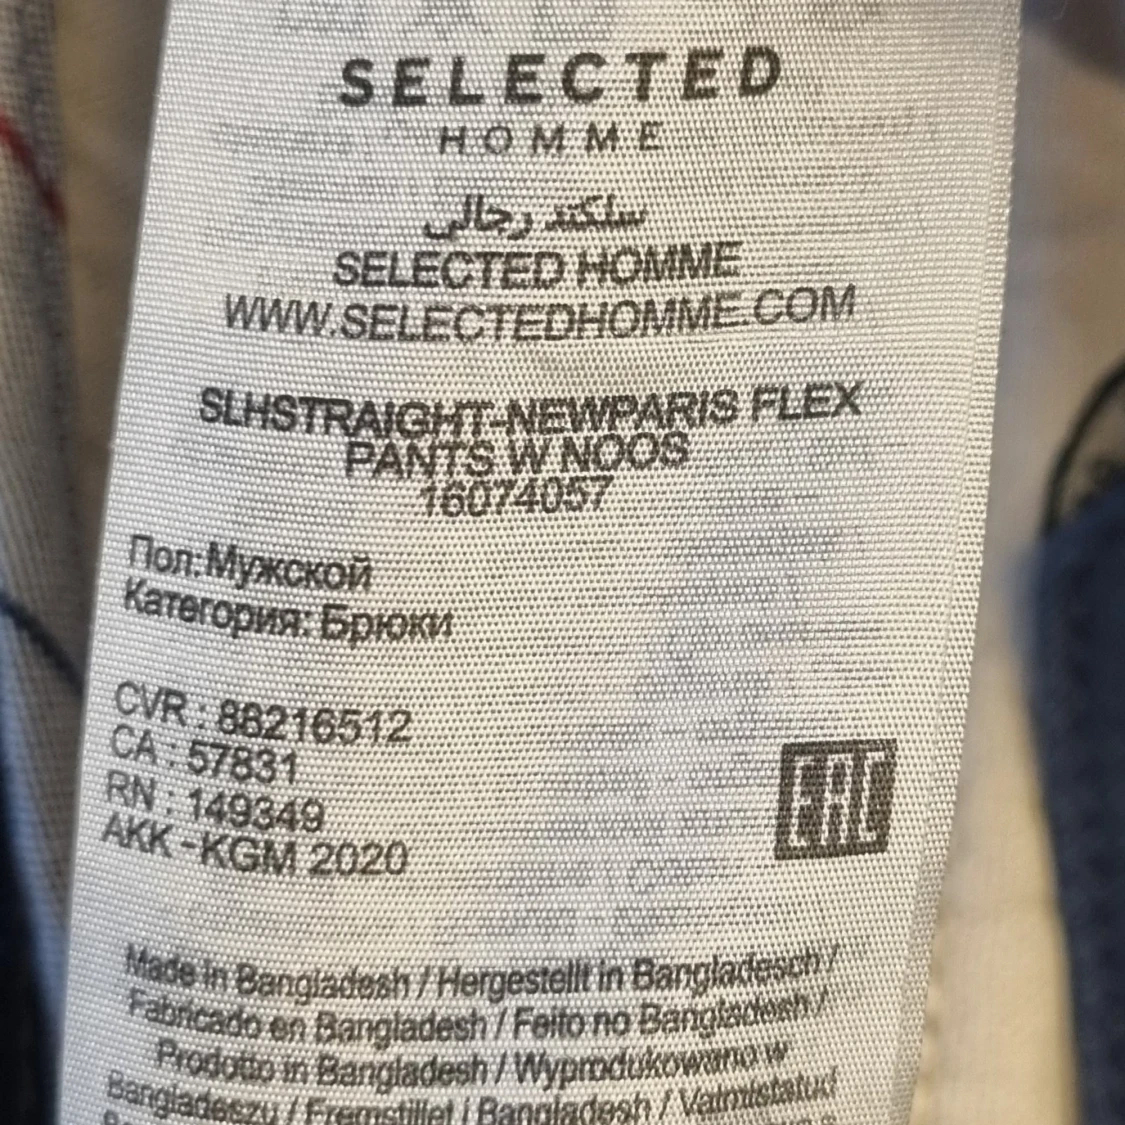 SELECTED
HOMME
سلكتد رجالي
SELECTED HOMME
WWW.SELECTEDHOMME.COM
SLHSTRAIGHT-NEWPARIS FLEX
PANTS W NOOS
16074057
Пол: Мужской
Категория: Брюки
CVR : 88216512
CA : 57831
RN : 149349
EAC
AKK - KGM 2020
Made in Bangladesh / Hergestellt in Bangladesch /
Fabricado en Bangladesh / Feito no Bangladesh /
Prodotto in Bangladesh / Wyprodukowano w
Bangladeszu / Fremstillet i Bangladesh / Valmistatud